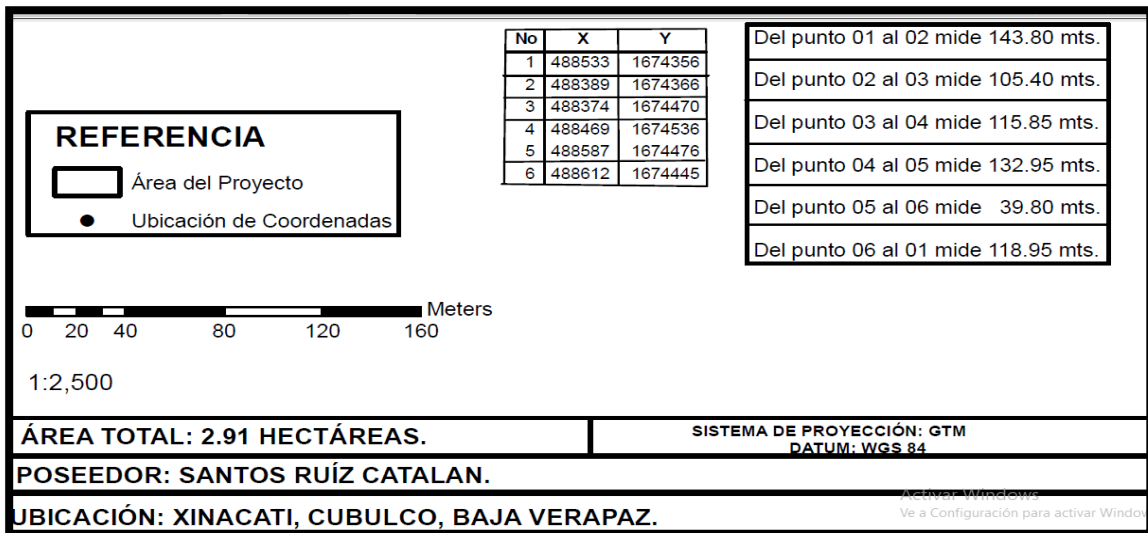 No X Y
1 488533 1674356
2 488389 1674366
3 488374 1674470
4 488469 1674536
5 488587 1674476
6 488612 1674445
Del punto 01 al 02 mide 143.80 mts.
Del punto 02 al 03 mide 105.40 mts.
Del punto 03 al 04 mide 115.85 mts.
Del punto 04 al 05 mide 132.95 mts.
Del punto 05 al 06 mide 39.80 mts.
Del punto 06 al 01 mide 118.95 mts.
REFERENCIA
Área del Proyecto
Ubicación de Coordenadas
Meters
0 20 40 80 120 160
1:2,500
ÁREA TOTAL: 2.91 HECTÁREAS.
SISTEMA DE PROYECCIÓN: GTM
DATUM: WGS 84
POSEEDOR: SANTOS RUÍZ CATALAN.
UBICACIÓN: XINACATI, CUBULCO, BAJA VERAPAZ.
Activar Windows
Ve a Configuración para activar Window